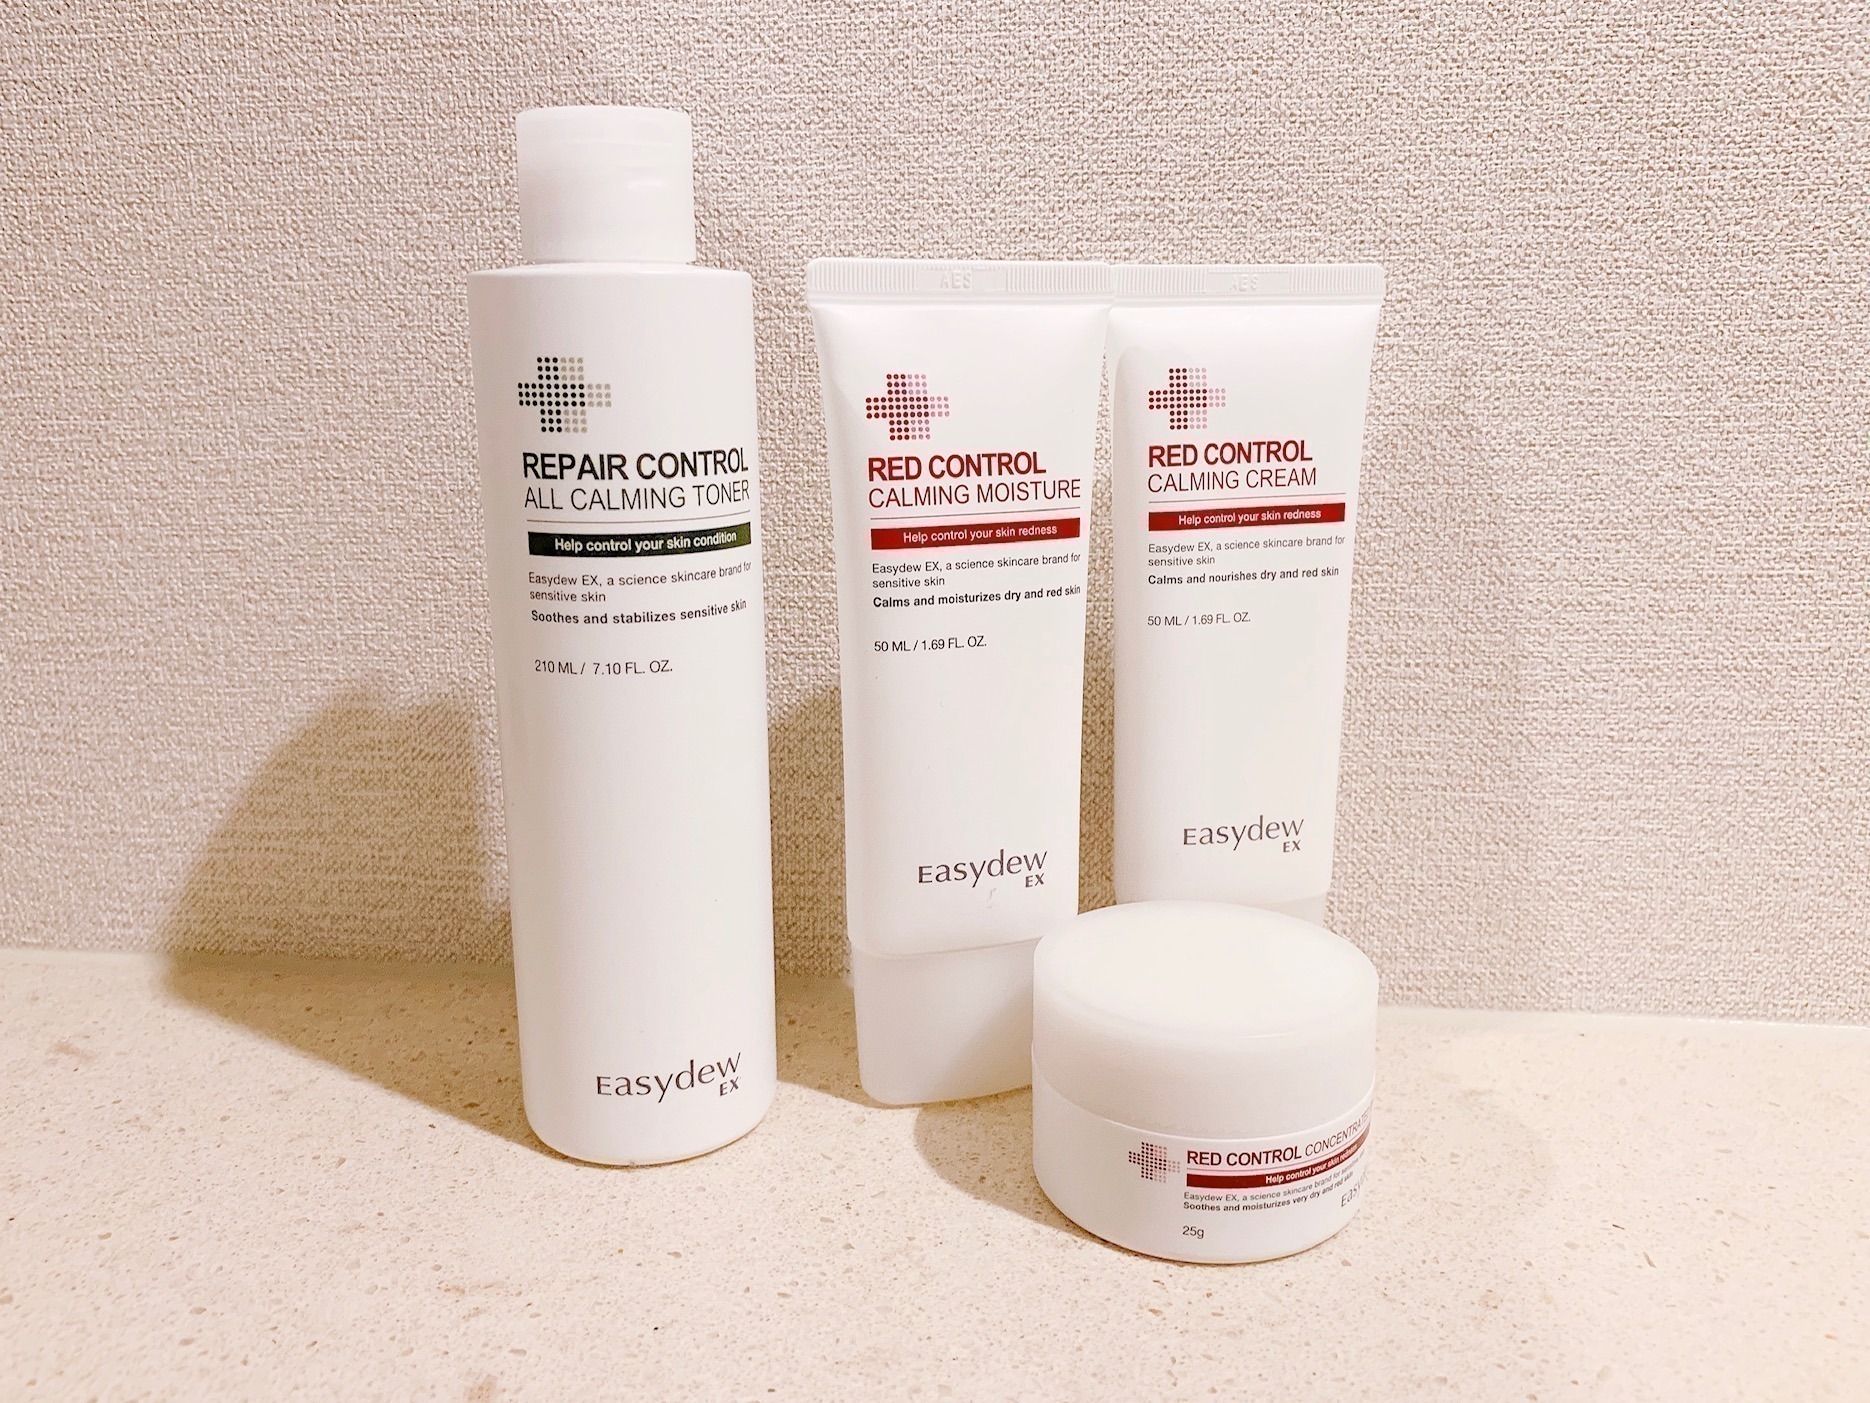 REPAIR CONTROL
ALL CALMING TONER
Help control your skin condition
Easydew EX, a science skincare brand for
sensitive skin
Soothes and stabilizes sensitive skin
210 ML / 7.10 FL. OZ.
Easydew
EX
AES
RED CONTROL
CALMING MOISTURE
Help control your skin redness
Easydew EX, a science skincare brand for
sensitive skin
Calms and moisturizes dry and red skin
50 ML / 1.69 FL. OZ.
Easydew
EX
AES
RED CONTROL
CALMING CREAM
Help control your skin redness
Easydew EX, a science skincare brand for
sensitive skin
Calms and nourishes dry and red skin
50 ML / 1.69 FL. OZ.
Easydew
EX
RED CONTROL
Help control your skin redness
Easydew EX, a science skincare brand for
Soothes and moisturizes very dry and red skin
25g